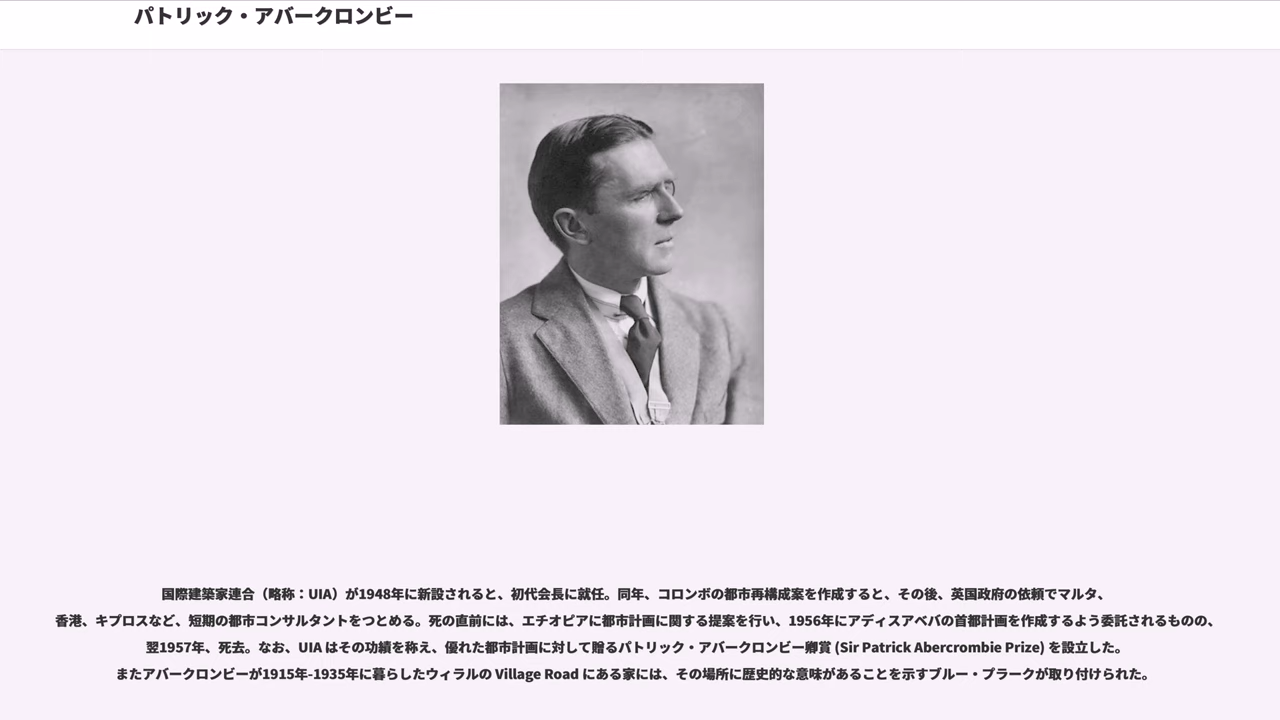 パトリック・アバークロンビー
国際建築家連合（略称：UIA）が1948年に新設されると、初代会長に就任。同年、コロンボの都市再構成案を作成すると、その後、英国政府の依頼でマルタ、
香港、キプロスなど、短期の都市コンサルタントをつとめる。死の直前には、エチオピアに都市計画に関する提案を行い、1956年にアディスアベバの首都計画を作成するよう委託されるものの、
翌1957年、死去。なお、UIA はその功績を称え、優れた都市計画に対して贈るパトリック・アバークロンビー卿賞 (Sir Patrick Abercrombie Prize) を設立した。
またアバークロンビーが1915年-1935年に暮らしたウィラルの Village Road にある家には、その場所に歴史的な意味があることを示すブルー・プラークが取り付けられた。